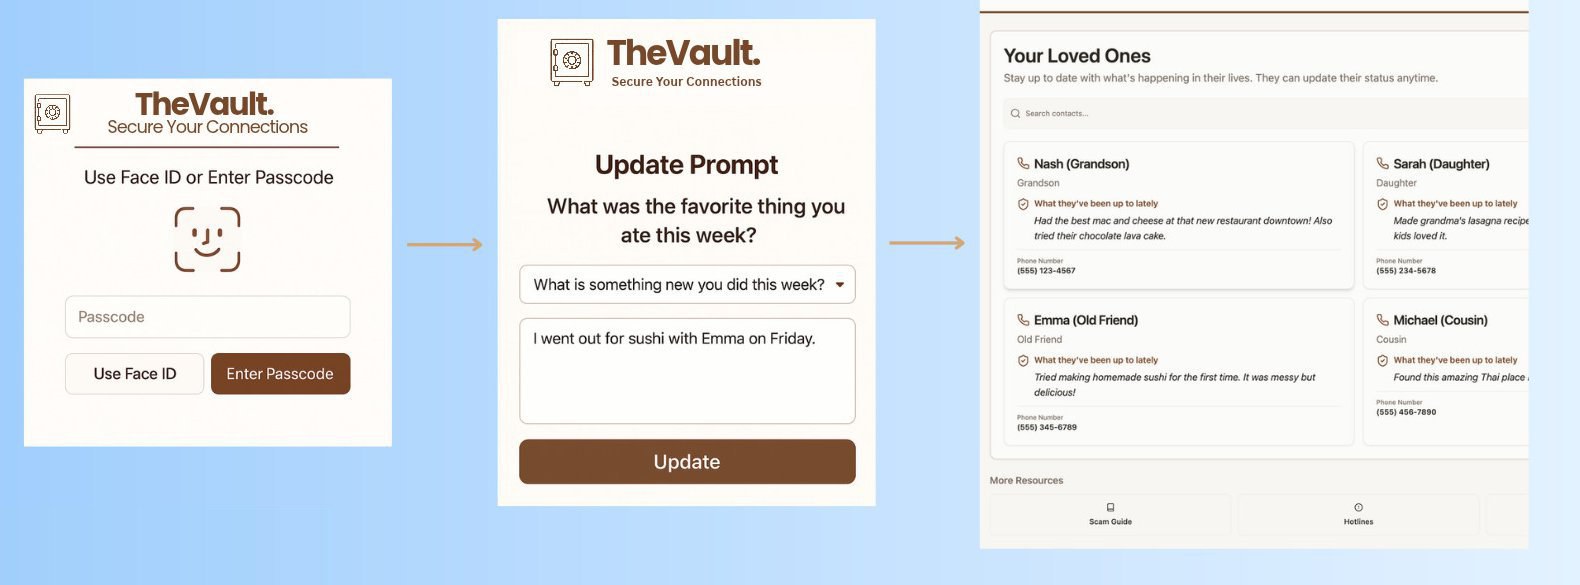 TheVault.
Secure Your Connections
Use Face ID or Enter Passcode
Passcode
Use Face ID
Enter Passcode
TheVault.
Secure Your Connections
Update Prompt
What was the favorite thing you
ate this week?
What is something new you did this week?
I went out for sushi with Emma on Friday.
Update
Your Loved Ones
Stay up to date with what's happening in their lives. They can update their status anytime.
Search contacts...
Nash (Grandson)
Grandson
What they've been up to lately
Had the best mac and cheese at that new restaurant downtown! Also
tried their chocolate lava cake.
Phone Number
(555) 123-4567
Sarah (Daughter)
Daughter
What they've been up to lately
Made grandma's lasagna recipe
kids loved it.
Phone Number
(555) 234-5678
Emma (Old Friend)
Old Friend
What they've been up to lately
Tried making homemade sushi for the first time. It was messy but
delicious!
Phone Number
(555) 345-6789
Michael (Cousin)
Cousin
What they've been up to lately
Found this amazing Thai place
Phone Number
(555) 456-7890
More Resources
Scam Guide
Hotlines